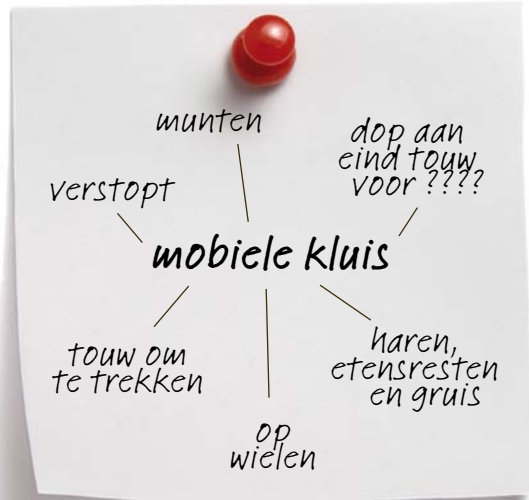 munten
dop aan
eind touw
voor ????
verstopt
mobiele kluis
touw om
te trekken
haren,
etensresten
en gruis
op
wielen